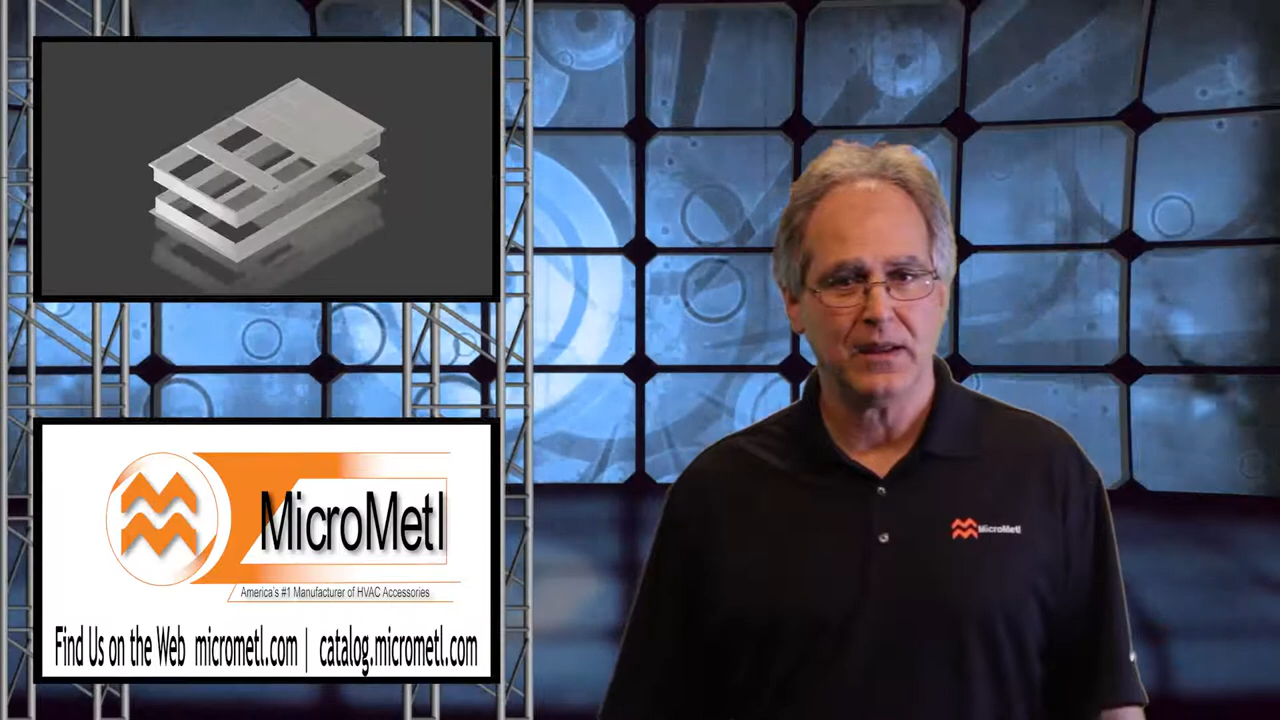 MicroMetl
America's #1 Manufacturer of HVAC Accessories
Find Us on the Web micrometl.com | catalog.micrometl.com
MicroMetl